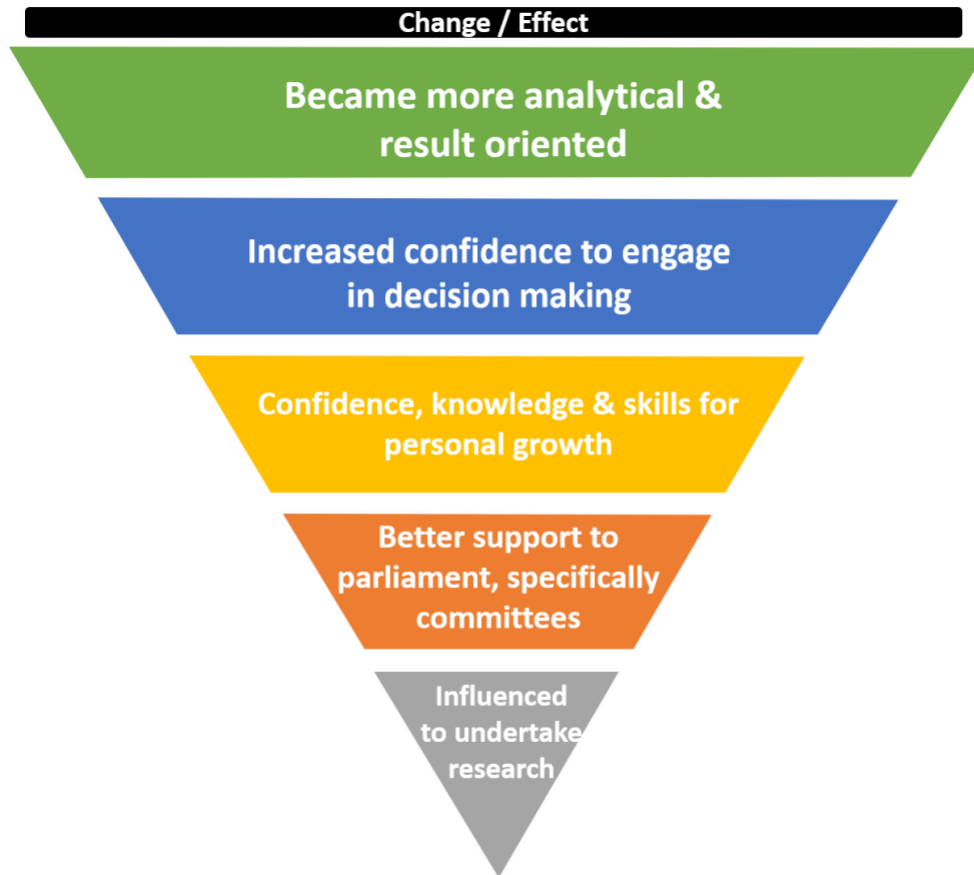 Change / Effect
Became more analytical &
result oriented
Increased confidence to engage
in decision making
Confidence, knowledge & skills for
personal growth
Better support to
parliament, specifically
committees
Influenced
to undertake
research